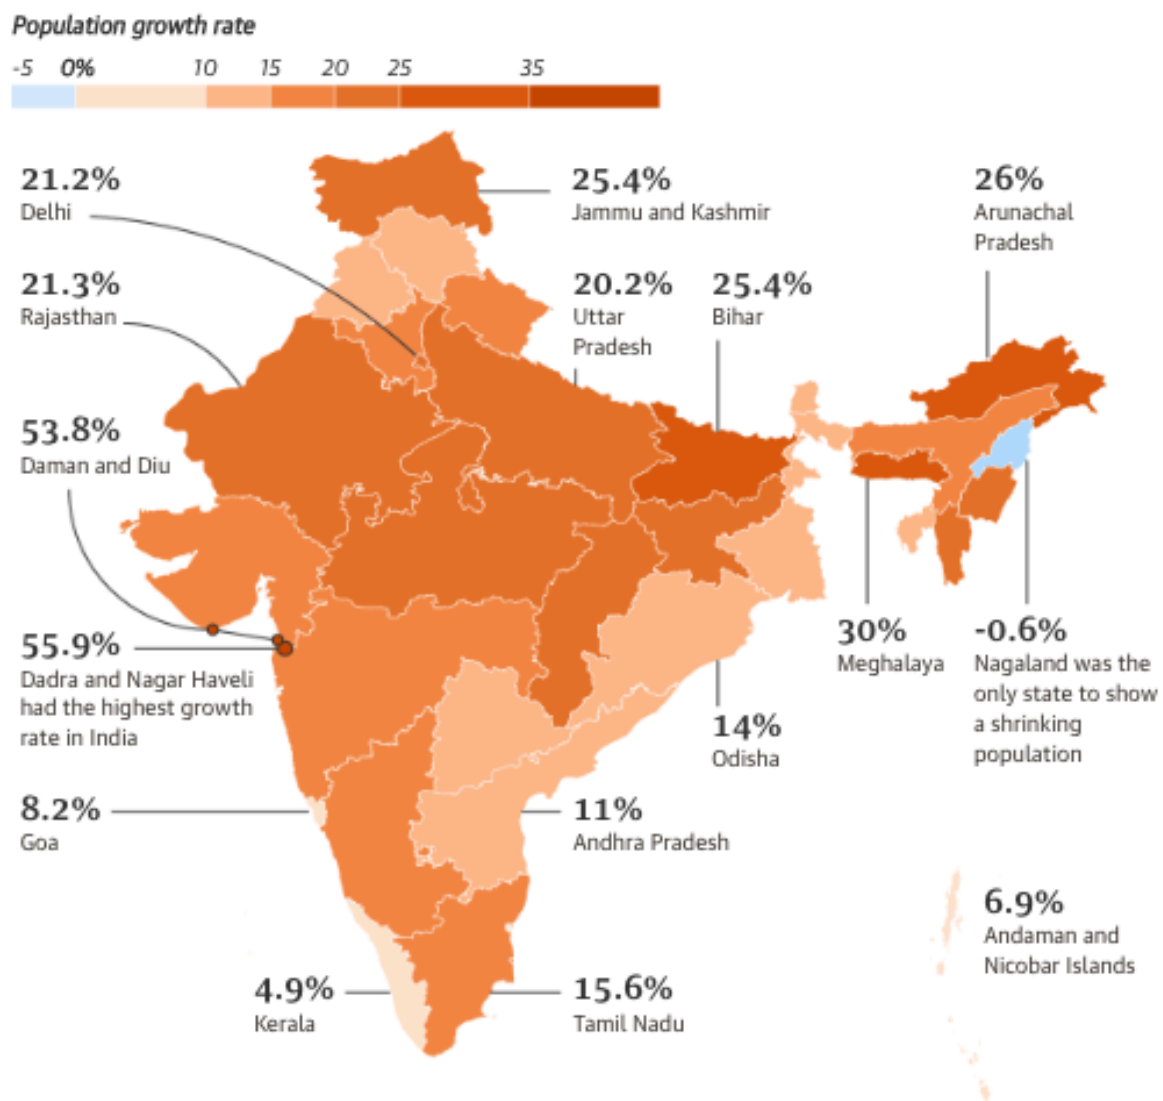 Population growth rate
-5 0% 10 15 20 25 35
21.2%
Delhi
25.4%
Jammu and Kashmir
26%
Arunachal
Pradesh
21.3%
Rajasthan
20.2%
Uttar
Pradesh
25.4%
Bihar
53.8%
Daman and Diu
55.9%
Dadra and Nagar Haveli
had the highest growth
rate in India
30%
Meghalaya
-0.6%
Nagaland was the
only state to show
a shrinking
population
14%
Odisha
8.2%
Goa
11%
Andhra Pradesh
6.9%
Andaman and
Nicobar Islands
4.9%
Kerala
15.6%
Tamil Nadu